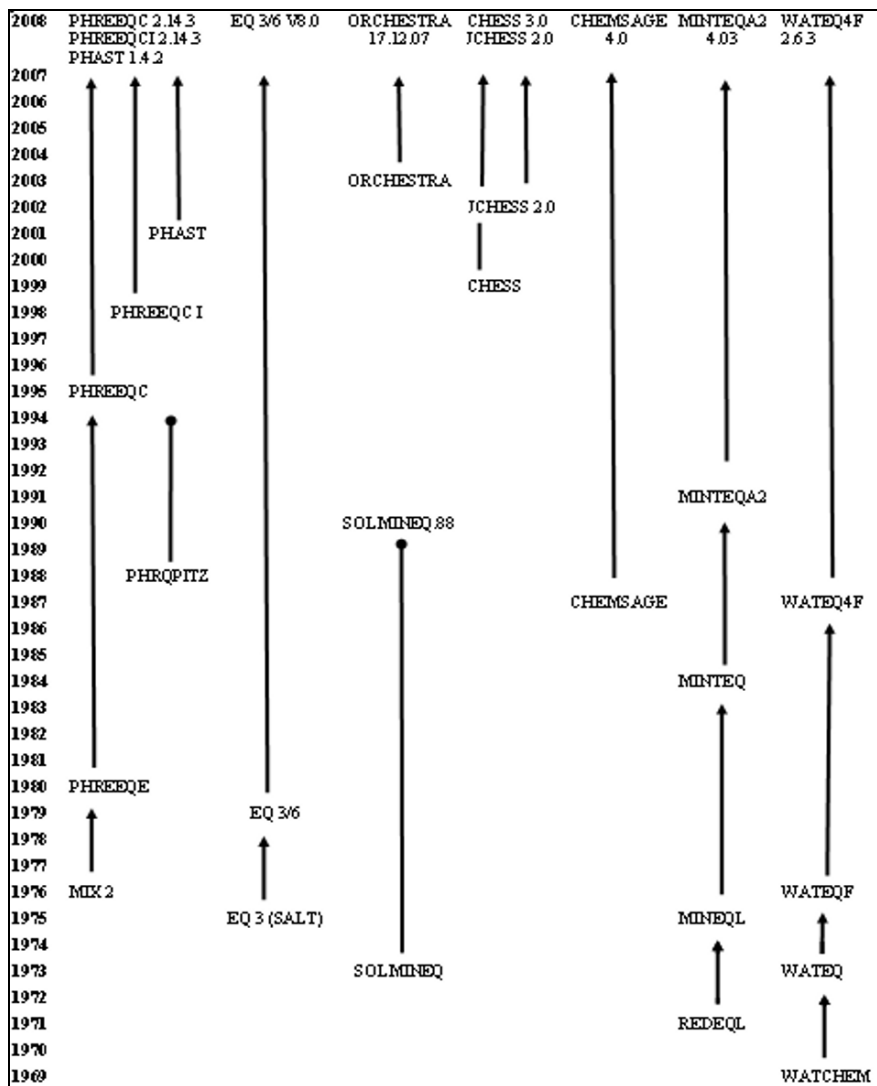 2008 PHREEQC 2.14.3 EQ 3/6 V8.0 ORCHESTRA CHESS 3.0 CHEMSAGE MINTEQA2 WATEQ4F
PHREEQCI 2.14.3 17.12.07 JCHESS 2.0 4.0 4.03 2.6.3
PHAST 1.4.2
2007
2006
2005
2004
2003 ORCHESTRA
2002 JCHESS 2.0
2001 PHAST
2000
1999 CHESS
1998 PHREEQC I
1997
1996
1995 PHREEQC
1994
1993
1992
1991 MINTEQA2
1990 SOLMINEQ.88
1989
1988 PHRQPITZ
1987 CHEMSAGE WATEQ4F
1986
1985
1984 MINTEQ
1983
1982
1981
1980 PHREEQE
1979 EQ 3/6
1978
1977
1976 MIX 2 WATEQF
1975 EQ 3 (SALT) MINEQL
1974
1973 SOLMINEQ WATEQ
1972
1971 REDEQL
1970
1969 WATCHEM